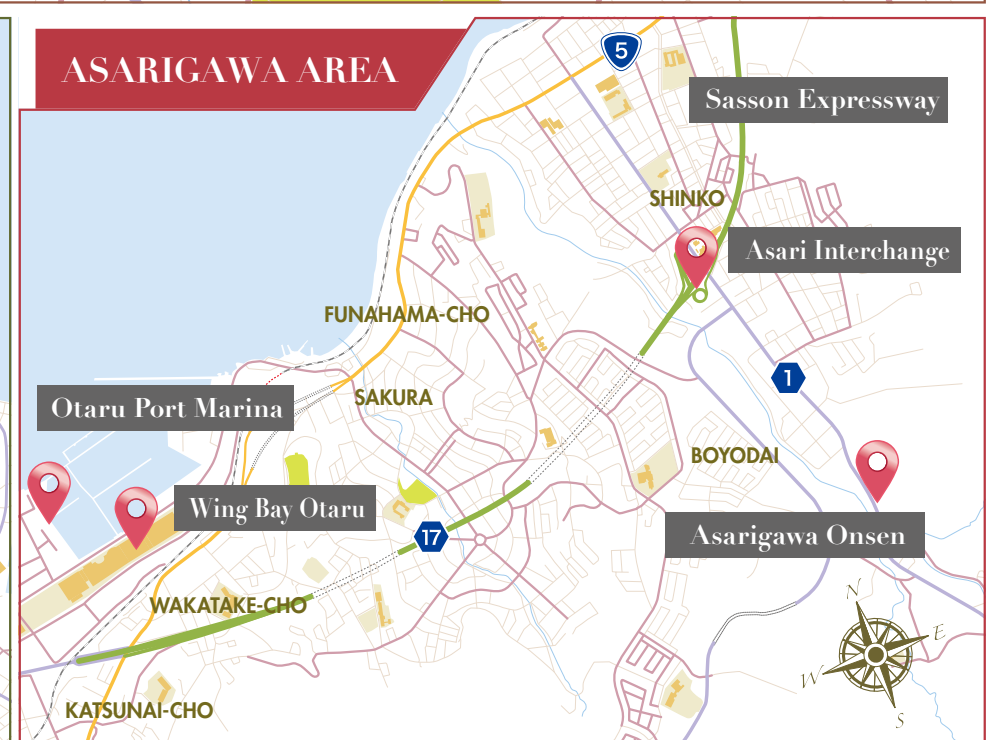 ASARIGAWA AREA
5
Sasson Expressway
SHINKO
Asari Interchange
FUNAHAMA-CHO
1
SAKURA
Otaru Port Marina
BOYODAI
Wing Bay Otaru
17
Asarigawa Onsen
WAKATAKE-CHO
N
E
W
S
KATSUNAI-CHO